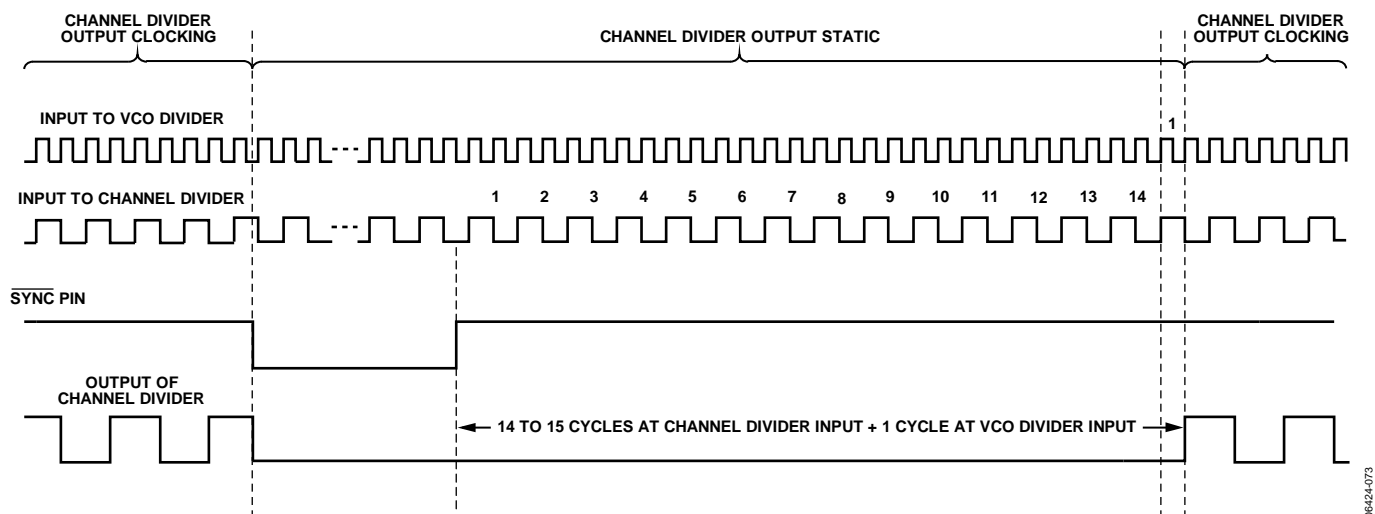 CHANNEL DIVIDER
OUTPUT CLOCKING
CHANNEL DIVIDER OUTPUT STATIC
CHANNEL DIVIDER
OUTPUT CLOCKING
INPUT TO VCO DIVIDER
1
INPUT TO CHANNEL DIVIDER
1 2 3 4 5 6 7 8 9 10 11 12 13 14
SYNC PIN
OUTPUT OF
CHANNEL DIVIDER
14 TO 15 CYCLES AT CHANNEL DIVIDER INPUT + 1 CYCLE AT VCO DIVIDER INPUT
06424-073